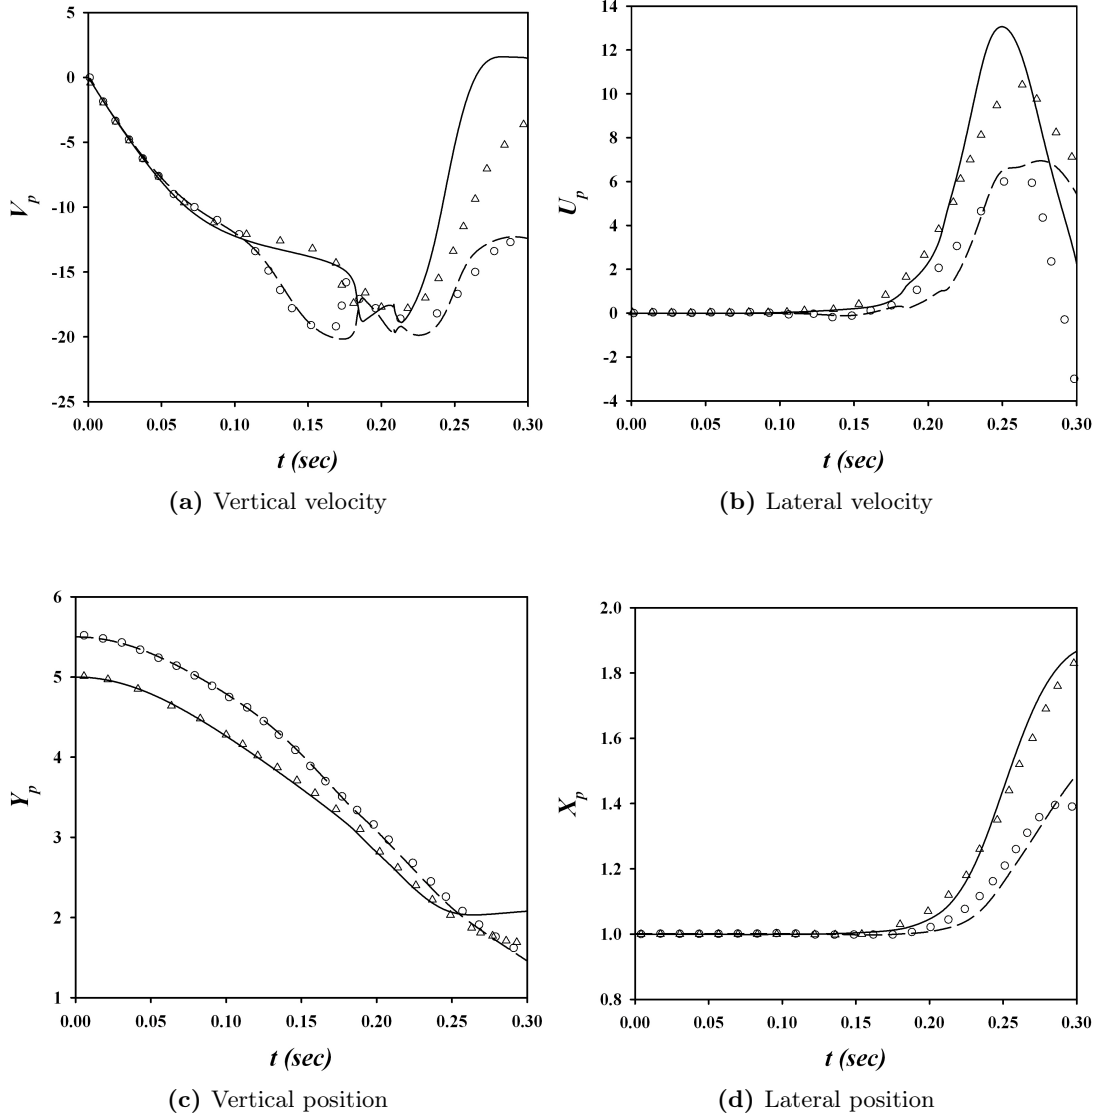 5
0
-5
-10
-15
-20
-25
V_p
0.00 0.05 0.10 0.15 0.20 0.25 0.30
t (sec)
(a) Vertical velocity
14
12
10
8
6
4
2
0
-2
-4
U_p
0.00 0.05 0.10 0.15 0.20 0.25 0.30
t (sec)
(b) Lateral velocity
6
5
4
3
2
1
Y_p
0.00 0.05 0.10 0.15 0.20 0.25 0.30
t (sec)
(c) Vertical position
2.0
1.8
1.6
1.4
1.2
1.0
0.8
X_p
0.00 0.05 0.10 0.15 0.20 0.25 0.30
t (sec)
(d) Lateral position